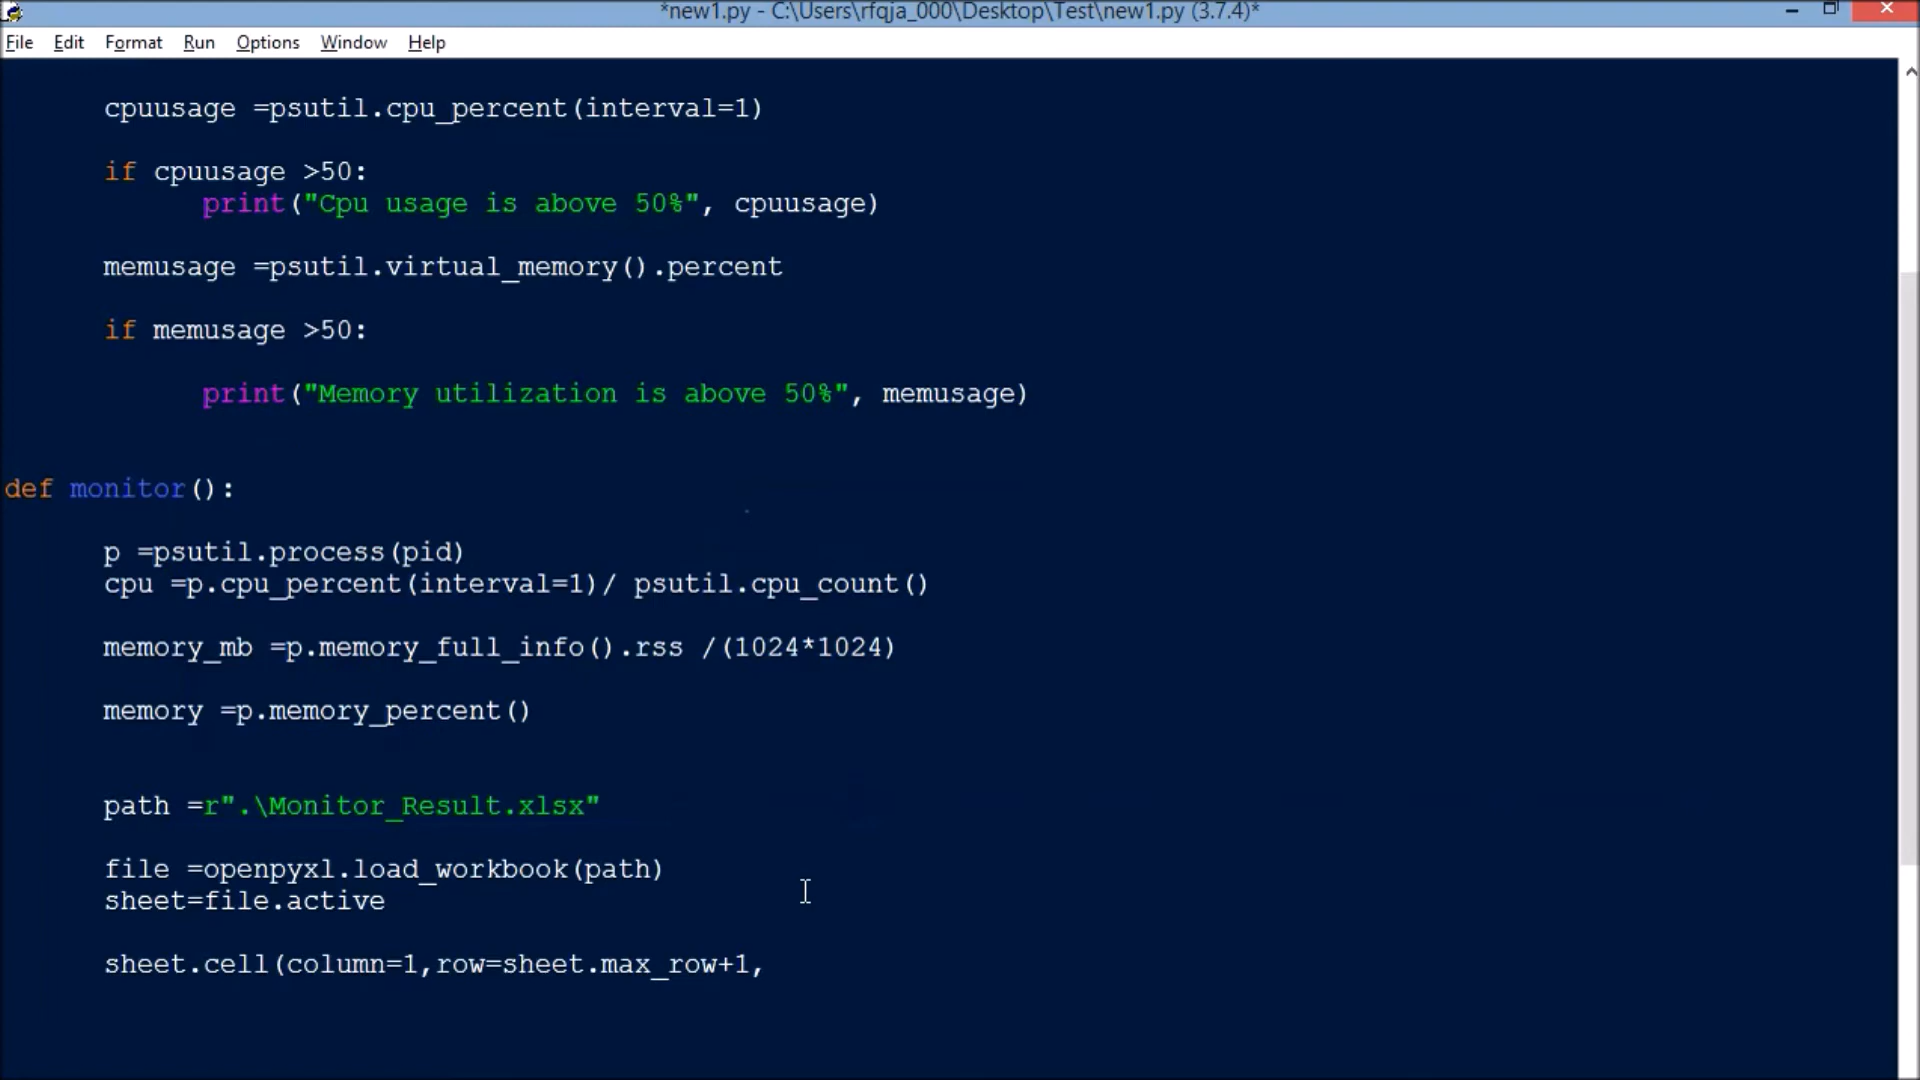 *new1.py - C:\Users\rfqja_000\Desktop\Test\new1.py (3.7.4)*
File Edit Format Run Options Window Help
cpuusage =psutil.cpu_percent(interval=1)
if cpuusage >50:
print("Cpu usage is above 50%", cpuusage)
memusage =psutil.virtual_memory().percent
if memusage >50:
print("Memory utilization is above 50%", memusage)
def monitor():
p =psutil.process(pid)
cpu =p.cpu_percent(interval=1)/ psutil.cpu_count()
memory_mb =p.memory_full_info().rss /(1024*1024)
memory =p.memory_percent()
path =r".\Monitor_Result.xlsx"
file =openpyxl.load_workbook(path)
sheet=file.active
sheet.cell(column=1,row=sheet.max_row+1,